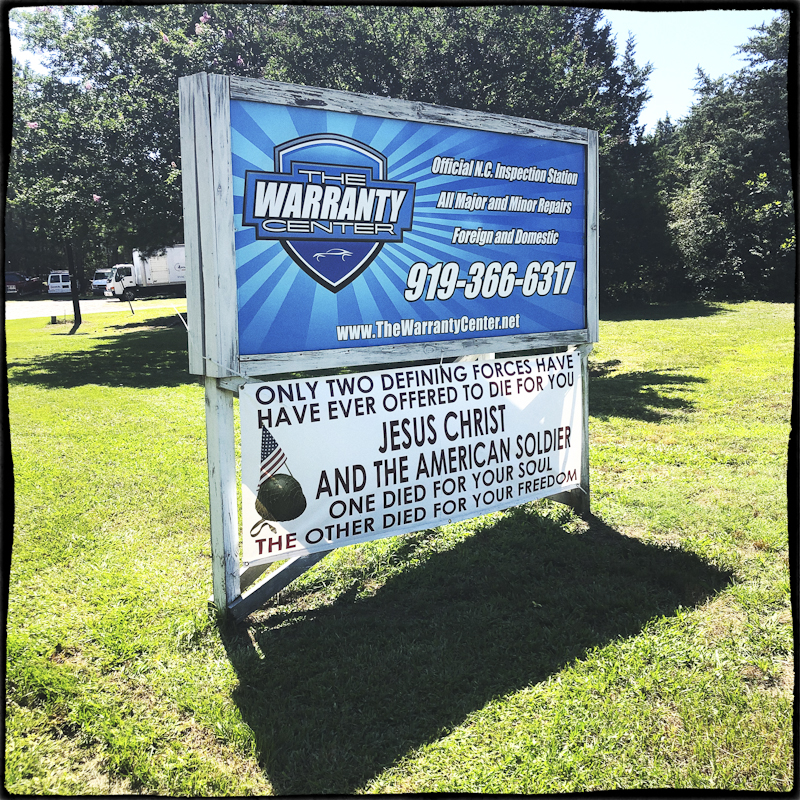 THE
WARRANTY
CENTER
Official N.C. Inspection Station
All Major and Minor Repairs
Foreign and Domestic
919-366-6317
www.TheWarrantyCenter.net
ONLY TWO DEFINING FORCES HAVE
HAVE EVER OFFERED TO DIE FOR YOU
JESUS CHRIST
AND THE AMERICAN SOLDIER
ONE DIED FOR YOUR SOUL
THE OTHER DIED FOR YOUR FREEDOM